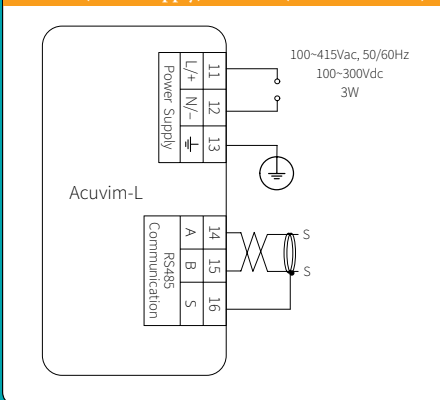 100~415Vac, 50/60Hz
100~300Vdc
3W
Power Supply
L/+ 11
N/- 12
13
Acuvim-L
RS485
Communication
A 14
B 15
S 16
S
S